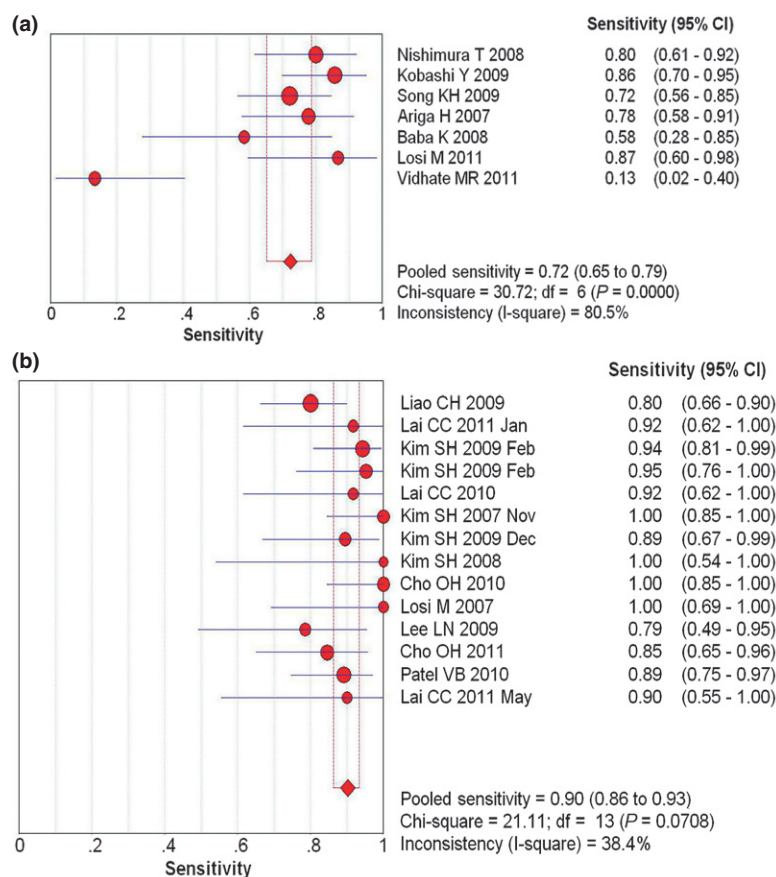 (a)
Sensitivity (95% CI)
Nishimura T 2008 0.80 (0.61 - 0.92)
Kobashi Y 2009 0.86 (0.70 - 0.95)
Song KH 2009 0.72 (0.56 - 0.85)
Ariga H 2007 0.78 (0.58 - 0.91)
Baba K 2008 0.58 (0.28 - 0.85)
Losi M 2011 0.87 (0.60 - 0.98)
Vidhate MR 2011 0.13 (0.02 - 0.40)
Pooled sensitivity = 0.72 (0.65 to 0.79)
Chi-square = 30.72; df = 6 (P = 0.0000)
Inconsistency (I-square) = 80.5%
0 .2 .4 .6 .8 1
Sensitivity
(b)
Sensitivity (95% CI)
Liao CH 2009 0.80 (0.66 - 0.90)
Lai CC 2011 Jan 0.92 (0.62 - 1.00)
Kim SH 2009 Feb 0.94 (0.81 - 0.99)
Kim SH 2009 Feb 0.95 (0.76 - 1.00)
Lai CC 2010 0.92 (0.62 - 1.00)
Kim SH 2007 Nov 1.00 (0.85 - 1.00)
Kim SH 2009 Dec 0.89 (0.67 - 0.99)
Kim SH 2008 1.00 (0.54 - 1.00)
Cho OH 2010 1.00 (0.85 - 1.00)
Losi M 2007 1.00 (0.69 - 1.00)
Lee LN 2009 0.79 (0.49 - 0.95)
Cho OH 2011 0.85 (0.65 - 0.96)
Patel VB 2010 0.89 (0.75 - 0.97)
Lai CC 2011 May 0.90 (0.55 - 1.00)
Pooled sensitivity = 0.90 (0.86 to 0.93)
Chi-square = 21.11; df = 13 (P = 0.0708)
Inconsistency (I-square) = 38.4%
0 .2 .4 .6 .8 1
Sensitivity